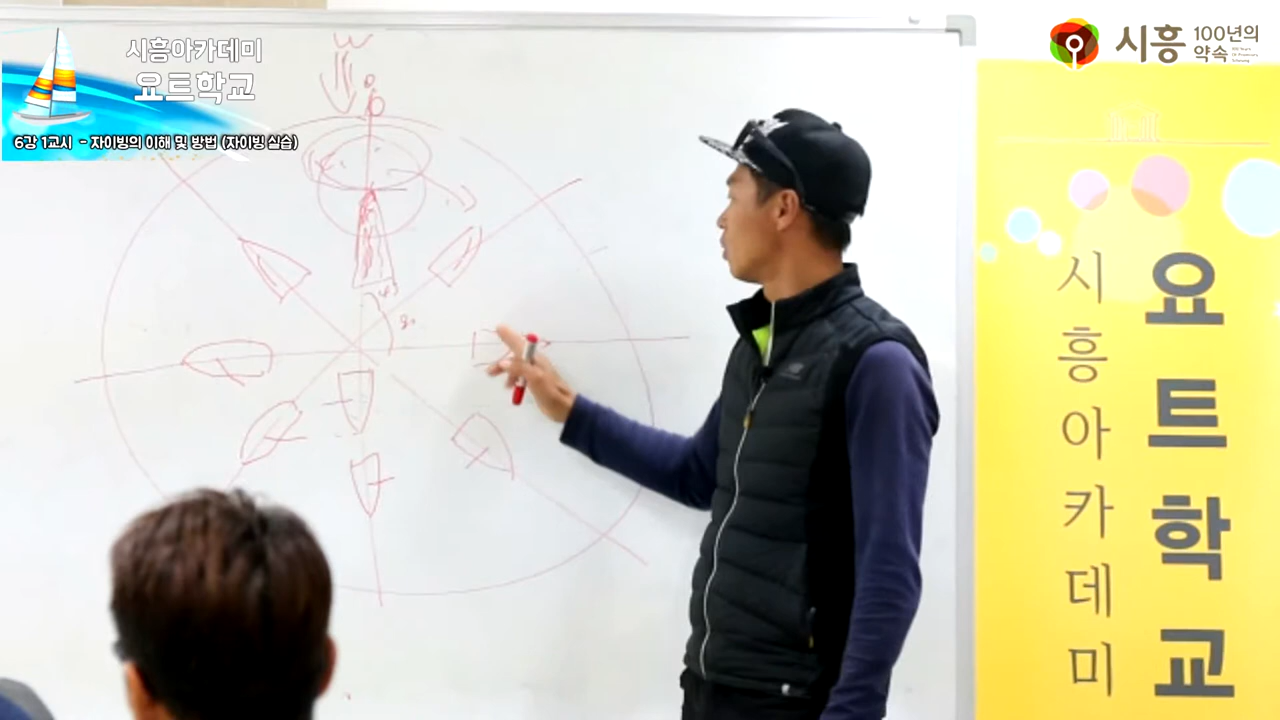 시흥아카데미
요트학교
6강 1교시 - 자이빙의 이해 및 방법 (자이빙 실습)
시흥 100년의 약속
W
시흥아카데미
요트학교